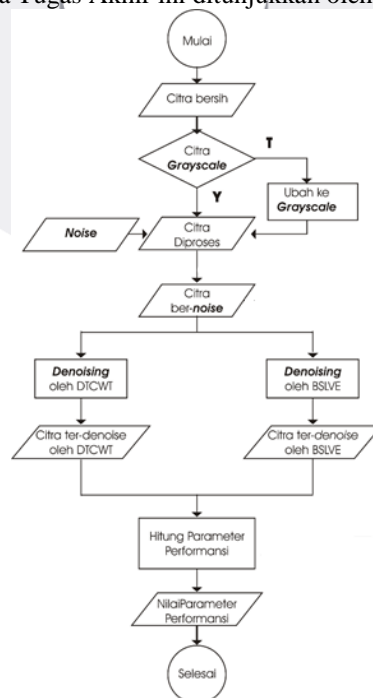 a Tugas Akhir ini ditunjukkan oleh
Mulai
Citra bersih
Citra
Grayscale
T
Y
Ubah ke
Grayscale
Noise
Citra
Diproses
Citra
ber-noise
Denoising
oleh DTCWT
Denoising
oleh BSLVE
Citra ter-denoise
oleh DTCWT
Citra ter-denoise
oleh BSLVE
Hitung Parameter
Performansi
NilaiParameter
Performansi
Selesai